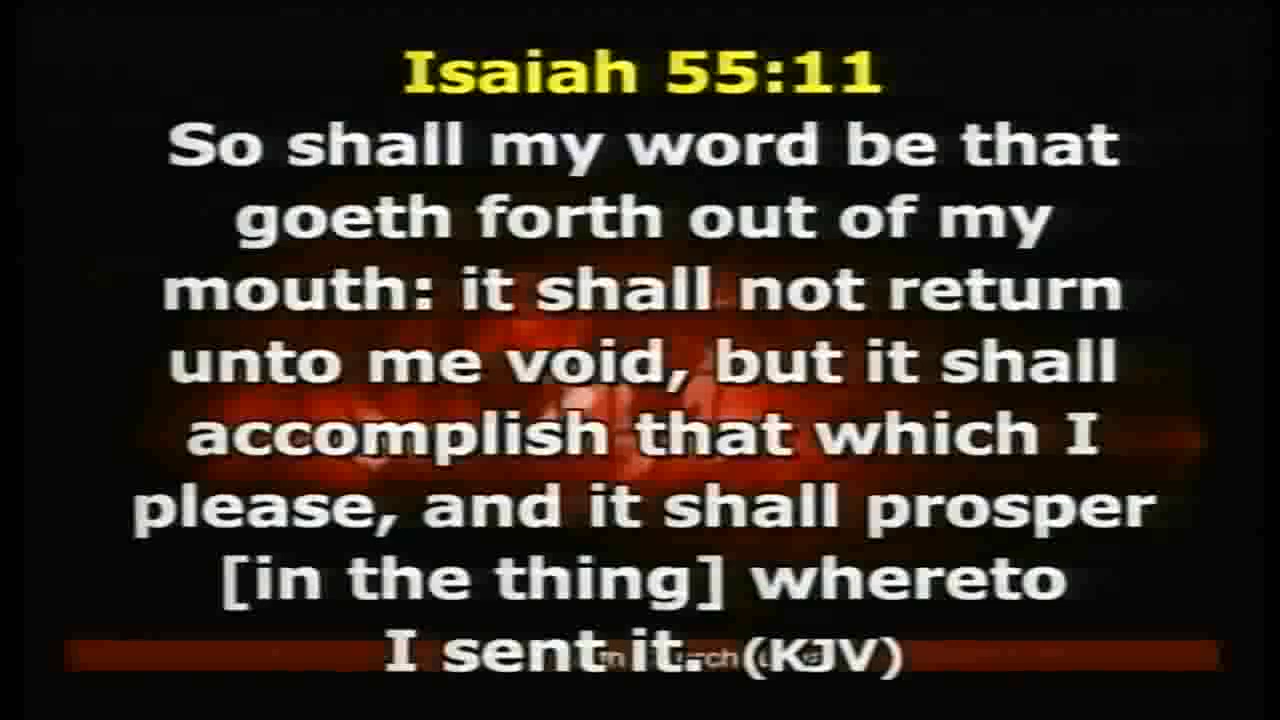 Isaiah 55:11
So shall my word be that
goeth forth out of my
mouth: it shall not return
unto me void, but it shall
accomplish that which I
please, and it shall prosper
[in the thing] whereto
I sent it. (KJV)